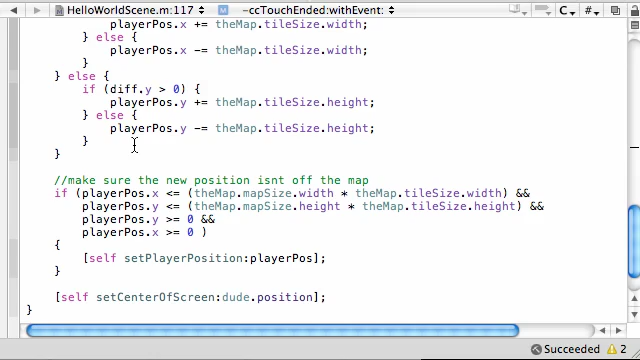 HelloWorldScene.m:117 M -ccTouchEnded:withEvent: C #
playerPos.x += theMap.tileSize.width;
} else {
playerPos.x -= theMap.tileSize.width;
}
} else {
if (diff.y > 0) {
playerPos.y += theMap.tileSize.height;
} else {
playerPos.y -= theMap.tileSize.height;
}
}
//make sure the new position isnt off the map
if (playerPos.x <= (theMap.mapSize.width * theMap.tileSize.width) &&
playerPos.y <= (theMap.mapSize.height * theMap.tileSize.height) &&
playerPos.y >= 0 &&
playerPos.x >= 0 )
{
[self setPlayerPosition:playerPos];
}
[self setCenterOfScreen:dude.position];
}
Succeeded 2